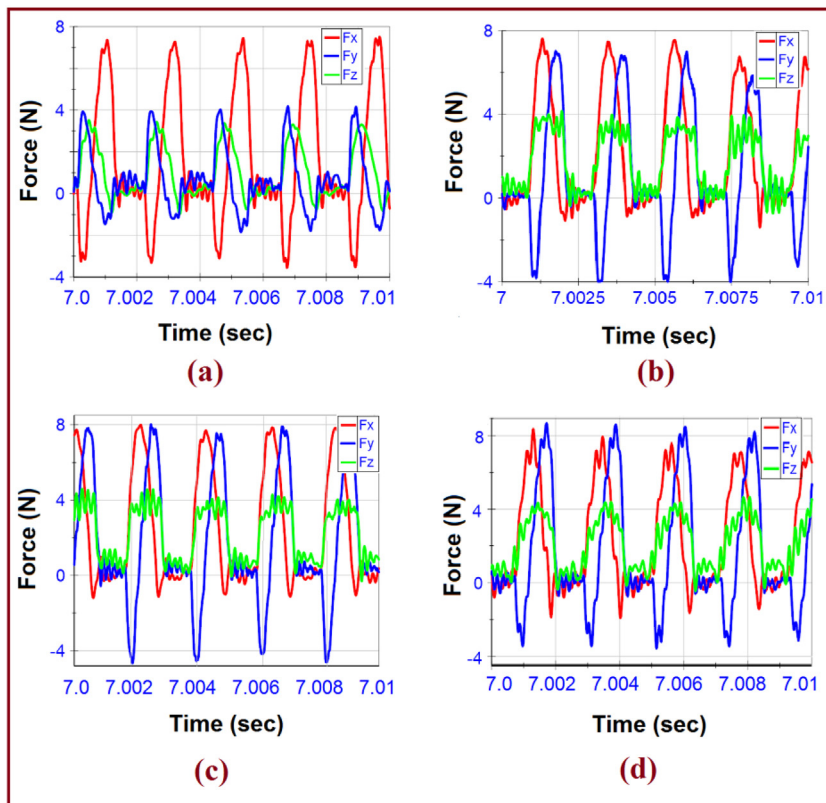 8
4
0
-4
Force (N)
Fx
Fy
Fz
7.0 7.002 7.004 7.006 7.008 7.01
Time (sec)
(a)
8
4
0
-4
Force (N)
Fx
Fy
Fz
7 7.0025 7.005 7.0075 7.01
Time (sec)
(b)
8
4
0
-4
Force (N)
Fx
Fy
Fz
7.0 7.002 7.004 7.006 7.008 7.01
Time (sec)
(c)
8
4
0
-4
Force (N)
Fx
Fy
Fz
7.0 7.002 7.004 7.006 7.008 7.01
Time (sec)
(d)